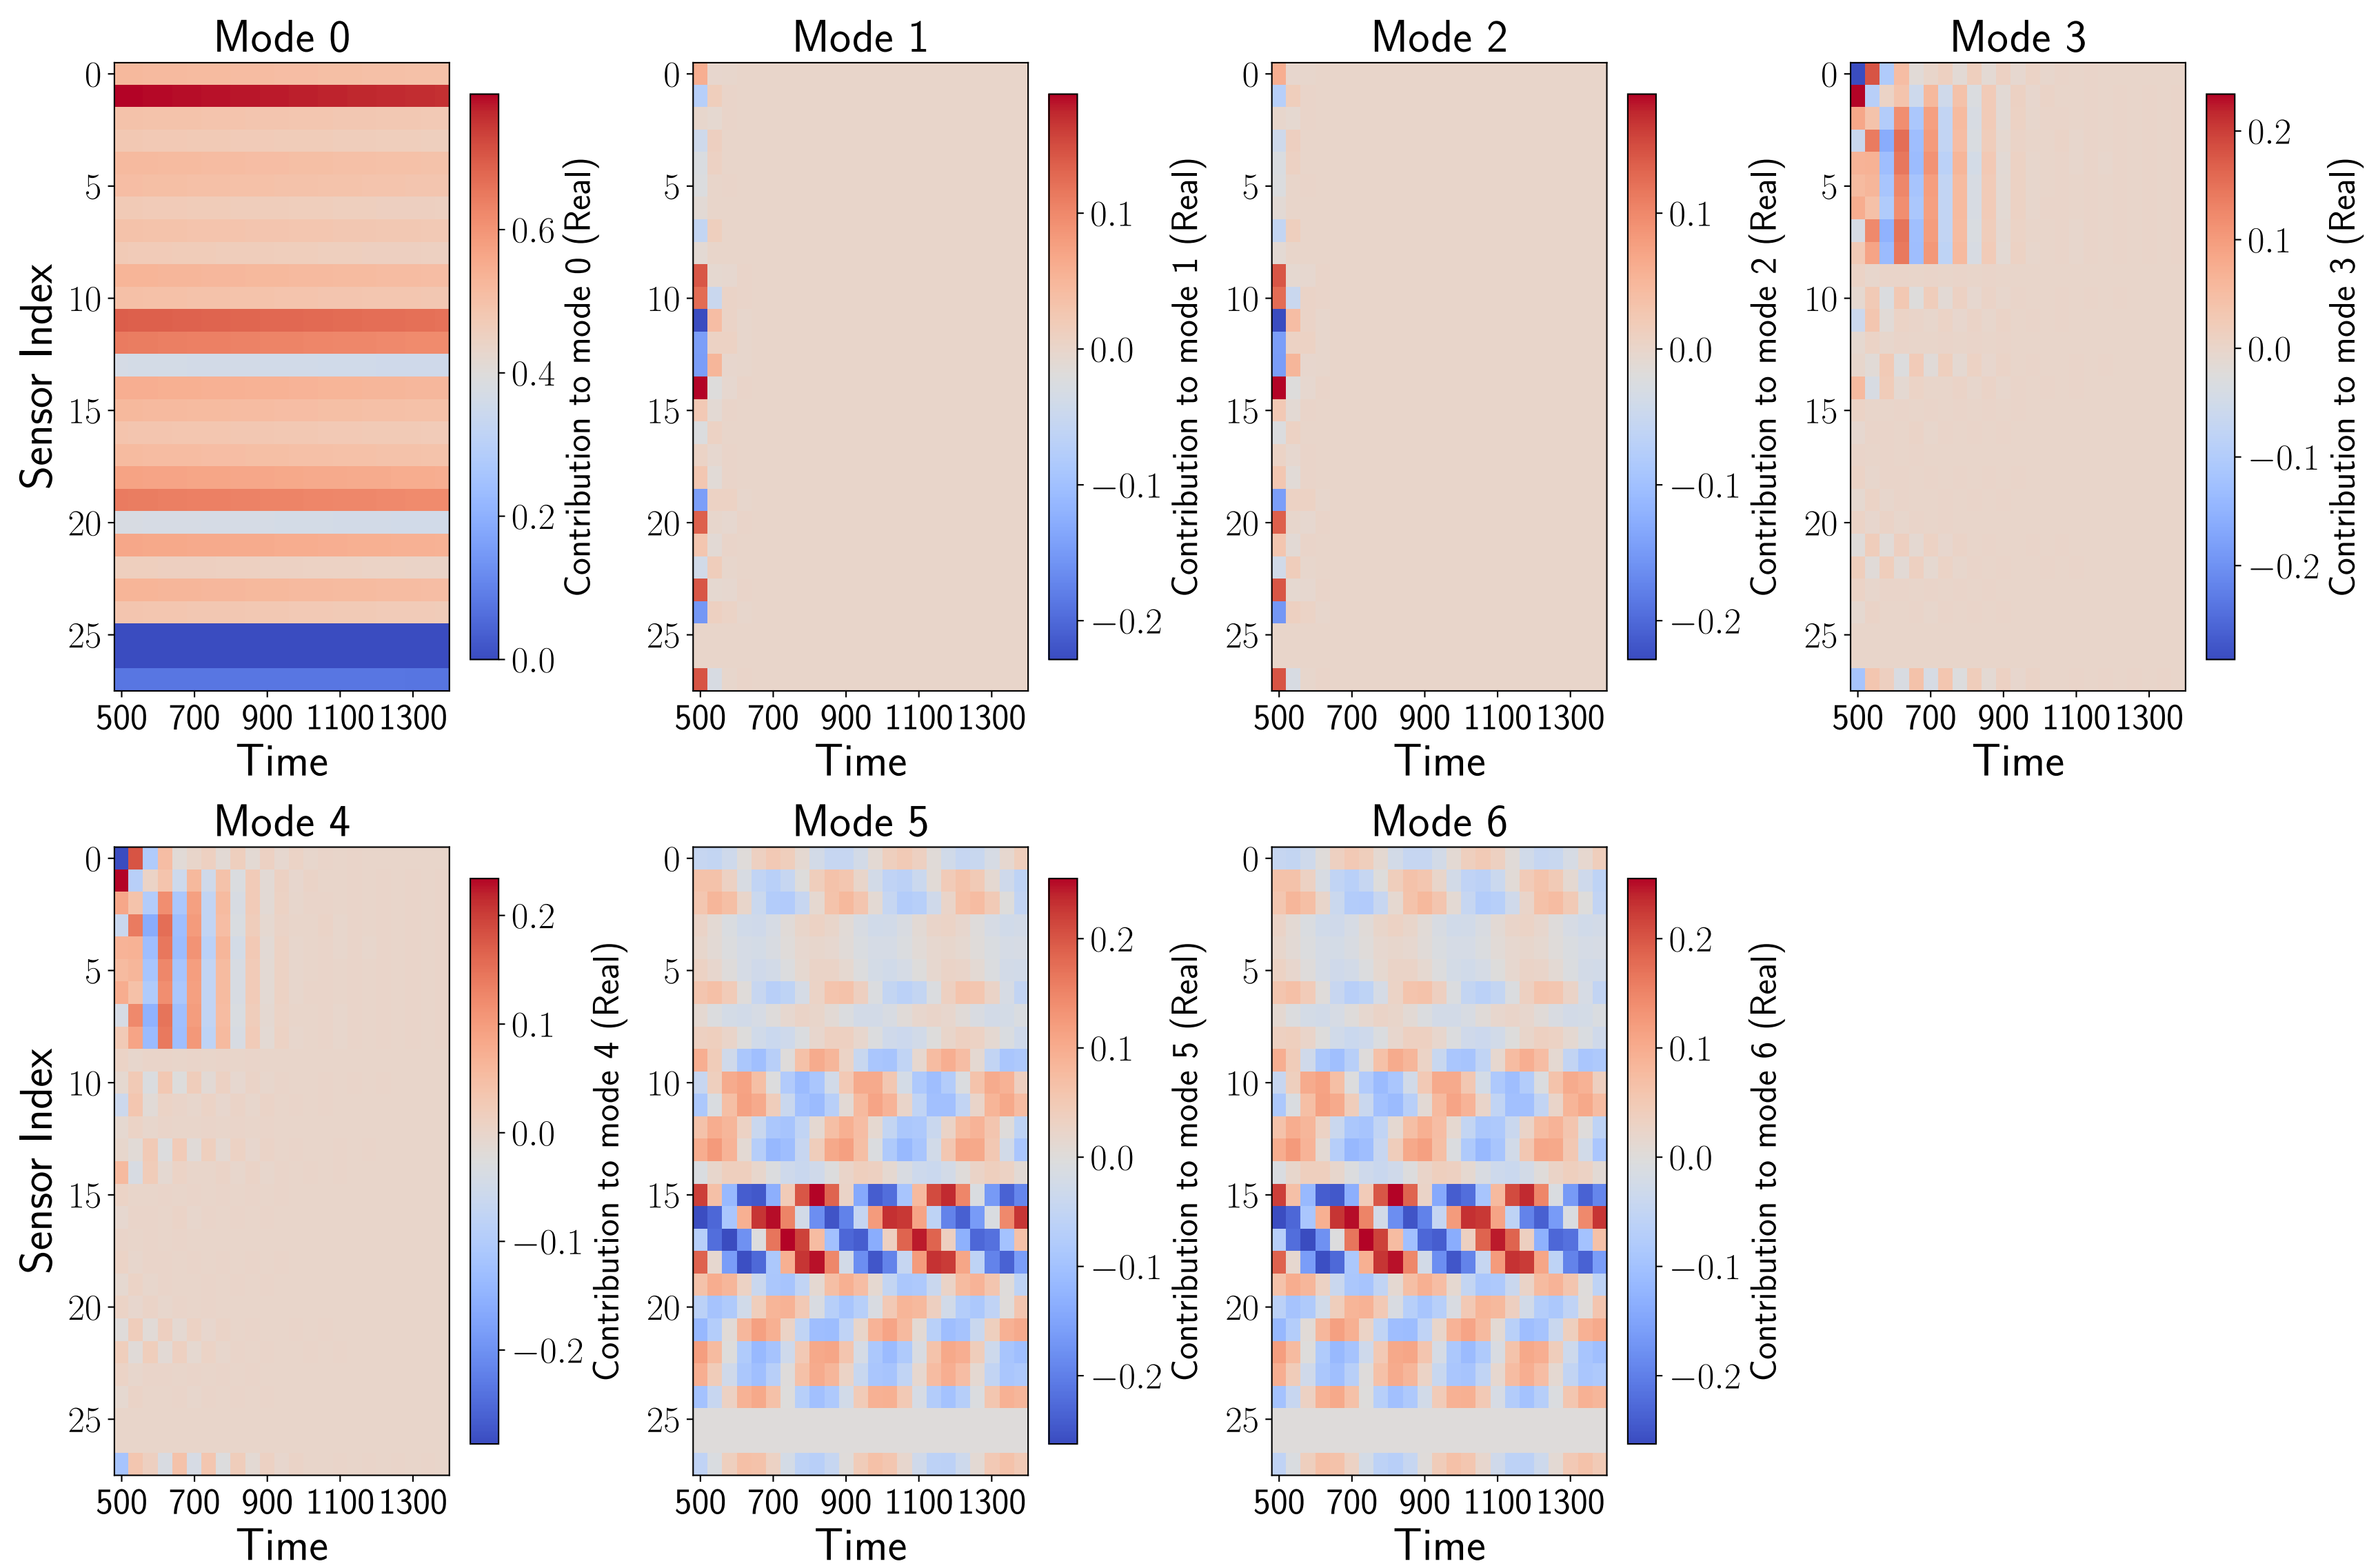 Mode 0
Sensor Index
0
5
10
15
20
25
500 700 900 1100 1300
Time
0.6
0.4
0.2
0.0
Contribution to mode 0 (Real)
Mode 1
0
5
10
15
20
25
500 700 900 1100 1300
Time
0.1
0.0
−0.1
−0.2
Contribution to mode 1 (Real)
Mode 2
0
5
10
15
20
25
500 700 900 1100 1300
Time
0.1
0.0
−0.1
−0.2
Contribution to mode 2 (Real)
Mode 3
0
5
10
15
20
25
500 700 900 1100 1300
Time
0.2
0.1
0.0
−0.1
−0.2
Contribution to mode 3 (Real)
Mode 4
Sensor Index
0
5
10
15
20
25
500 700 900 1100 1300
Time
0.2
0.1
0.0
−0.1
−0.2
Contribution to mode 4 (Real)
Mode 5
0
5
10
15
20
25
500 700 900 1100 1300
Time
0.2
0.1
0.0
−0.1
−0.2
Contribution to mode 5 (Real)
Mode 6
0
5
10
15
20
25
500 700 900 1100 1300
Time
0.2
0.1
0.0
−0.1
−0.2
Contribution to mode 6 (Real)